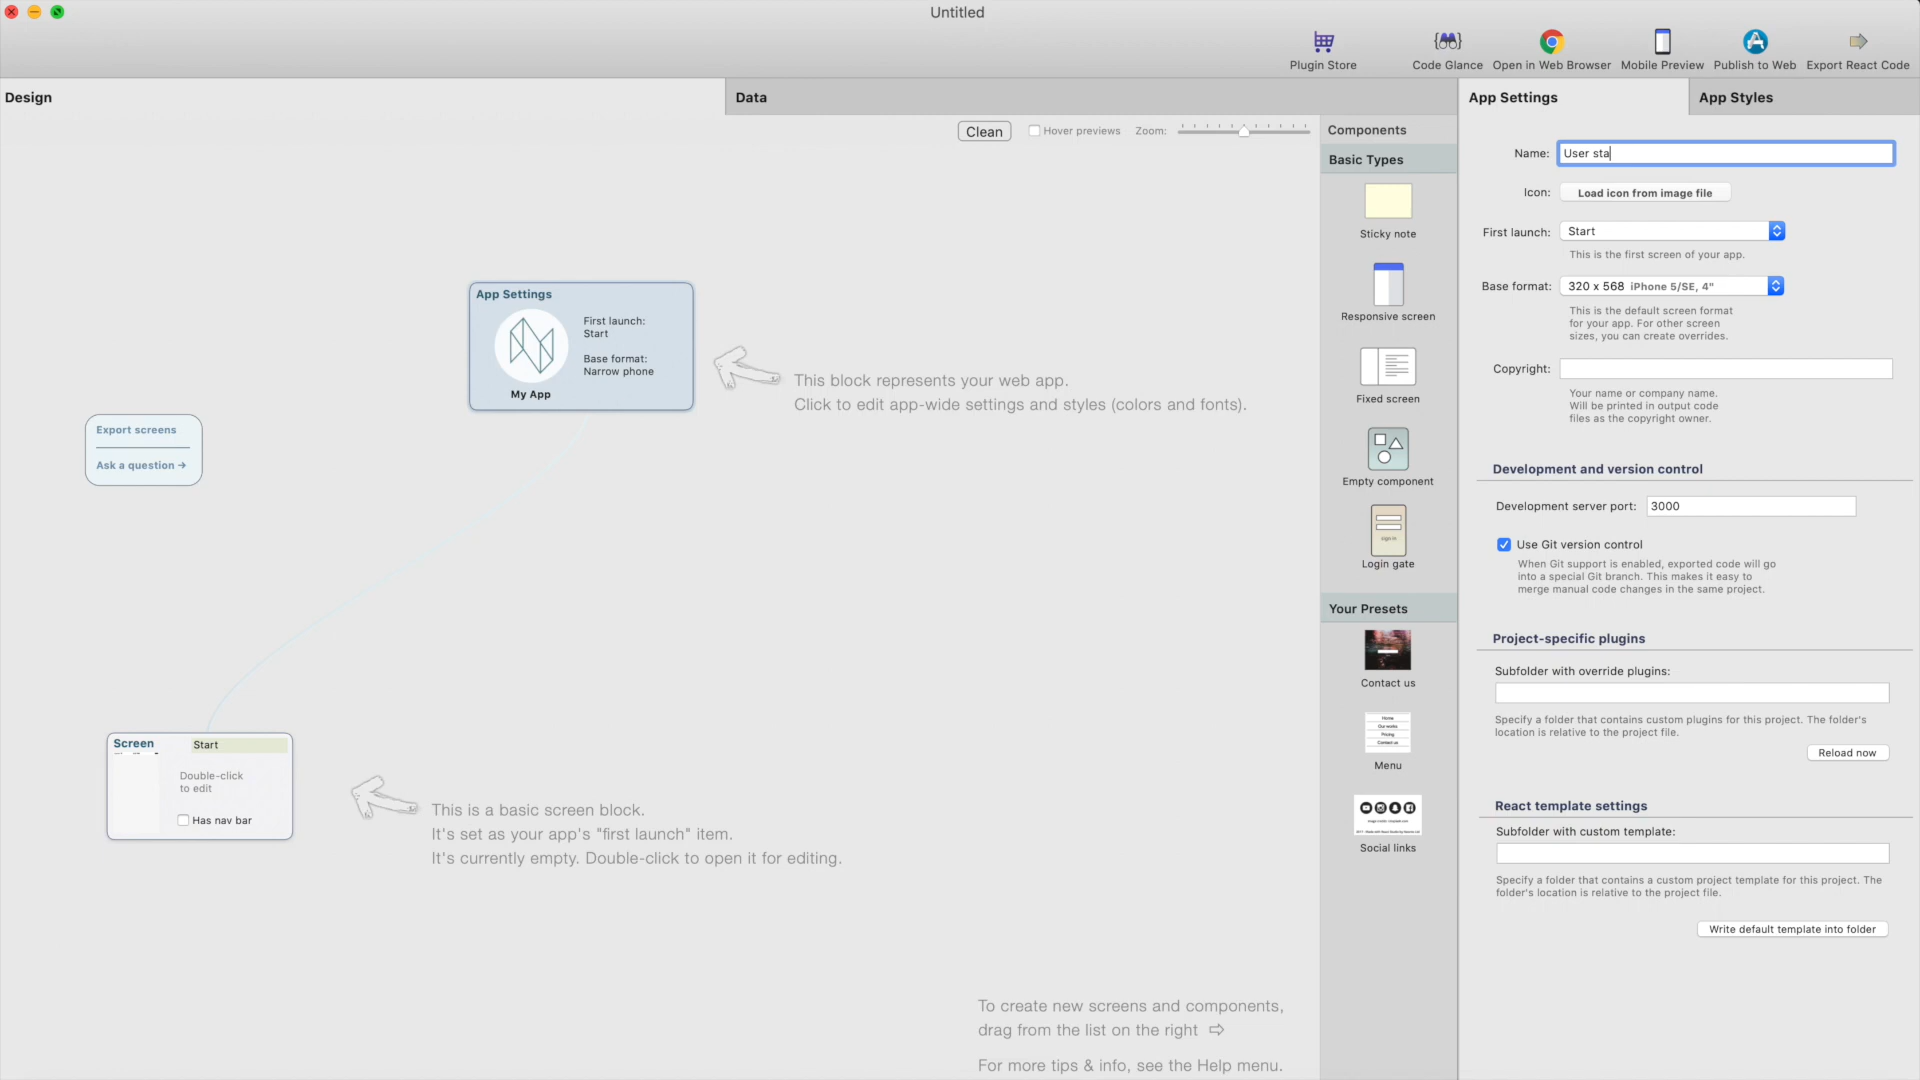 Untitled
Plugin Store
Code Glance
Open in Web Browser
Mobile Preview
Publish to Web
Export React Code
Design
Data
App Settings
App Styles
Clean
Hover previews
Zoom:
Components
Basic Types
Sticky note
Responsive screen
Fixed screen
Empty component
sign in
Login gate
Your Presets
Contact us
Home
Our works
Pricing
Contact us
Menu
Social links
Name:
User sta
Icon:
Load icon from image file
First launch:
Start
This is the first screen of your app.
Base format:
320 x 568 iPhone 5/SE, 4"
This is the default screen format
for your app. For other screen
sizes, you can create overrides.
Copyright:
Your name or company name.
Will be printed in output code
files as the copyright owner.
Development and version control
Development server port:
3000
Use Git version control
When Git support is enabled, exported code will go
into a special Git branch. This makes it easy to
merge manual code changes in the same project.
Project-specific plugins
Subfolder with override plugins:
Specify a folder that contains custom plugins for this project. The folder's
location is relative to the project file.
Reload now
React template settings
Subfolder with custom template:
Specify a folder that contains a custom project template for this project. The
folder's location is relative to the project file.
Write default template into folder
App Settings
First launch:
Start
Base format:
Narrow phone
My App
This block represents your web app.
Click to edit app-wide settings and styles (colors and fonts).
Export screens
Ask a question →
Screen
Start
Double-click
to edit
Has nav bar
This is a basic screen block.
It's set as your app's "first launch" item.
It's currently empty. Double-click to open it for editing.
To create new screens and components,
drag from the list on the right ⇨
For more tips & info, see the Help menu.